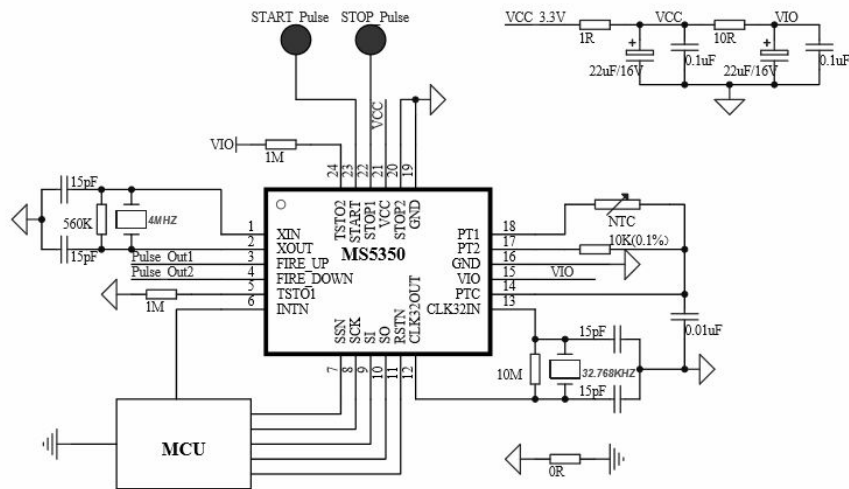 START_Pulse STOP_Pulse
VCC 3.3V 1R VCC 10R VIO
+ 22uF/16V 0.1uF + 22uF/16V 0.1uF
VCC
VIO 1M
24 23 22 21 20 19
TSTO2 START STOP1 VCC STOP2 GND
MS5350
15pF
560K 4MHZ
15pF
1 XIN
2 XOUT
Pulse_Out1 3 FIRE_UP
Pulse_Out2 4 FIRE_DOWN
1M 5 TSTO1
6 INTN
PT1 18 NTC
PT2 17 10K(0.1%)
GND 16
VIO 15 VIO
PTC 14
CLK32IN 13
0.01uF
SSN SCK SI SO RSTN CLK32OUT
7 8 9 10 11 12
15pF
10M 32.768KHZ
15pF
MCU
0R